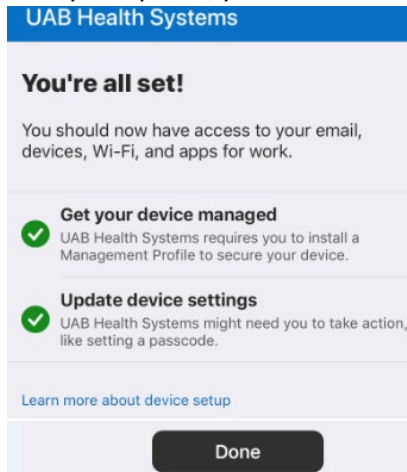 UAB Health Systems
You're all set!
You should now have access to your email,
devices, Wi-Fi, and apps for work.
Get your device managed
UAB Health Systems requires you to install a
Management Profile to secure your device.
Update device settings
UAB Health Systems might need you to take action,
like setting a passcode.
Learn more about device setup
Done